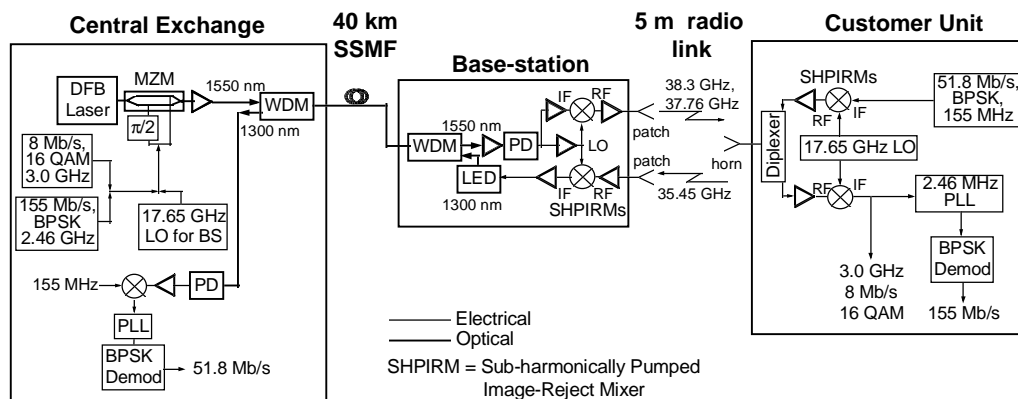 Central Exchange
40 km
SSMF
5 m radio
link
Customer Unit
Base-station
DFB
Laser
MZM
1550 nm
WDM
1300 nm
π/2
8 Mb/s,
16 QAM
3.0 GHz
155 Mb/s,
BPSK
2.46 GHz
17.65 GHz
LO for BS
155 MHz
PD
PLL
BPSK
Demod
51.8 Mb/s
WDM
1550 nm
PD
IF
RF
LO
LED
1300 nm
IF
RF
SHPIRMs
38.3 GHz,
37.76 GHz
patch
patch
35.45 GHz
horn
Diplexer
SHPIRMs
RF
IF
51.8 Mb/s,
BPSK,
155 MHz
17.65 GHz LO
RF
IF
2.46 MHz
PLL
BPSK
Demod
3.0 GHz
8 Mb/s
16 QAM
155 Mb/s
Electrical
Optical
SHPIRM = Sub-harmonically Pumped
Image-Reject Mixer